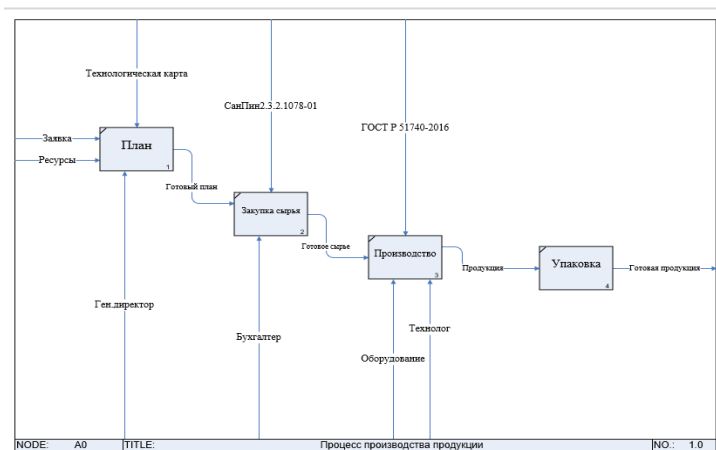 Технологическая карта
СанПин2.3.2.1078-01
ГОСТ Р 51740-2016
Заявка
Ресурсы
План
1
Готовый план
Закупка сырья
2
Готовое сырье
Производство
3
Продукция
Упаковка
4
Готовая продукция
Ген.директор
Бухгалтер
Технолог
Оборудование
NODE: A0 TITLE: Процесс производства продукции NO.: 1.0